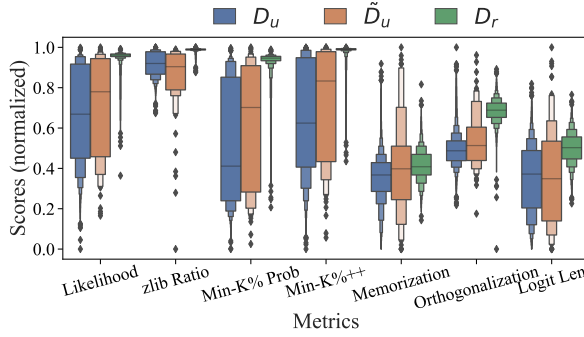 D_u D̃_u D_r
Scores (normalized)
1.0
0.8
0.6
0.4
0.2
0.0
Likelihood zlib Ratio Min-K% Prob Min-K%++ Memorization Orthogonalization Logit Len
Metrics